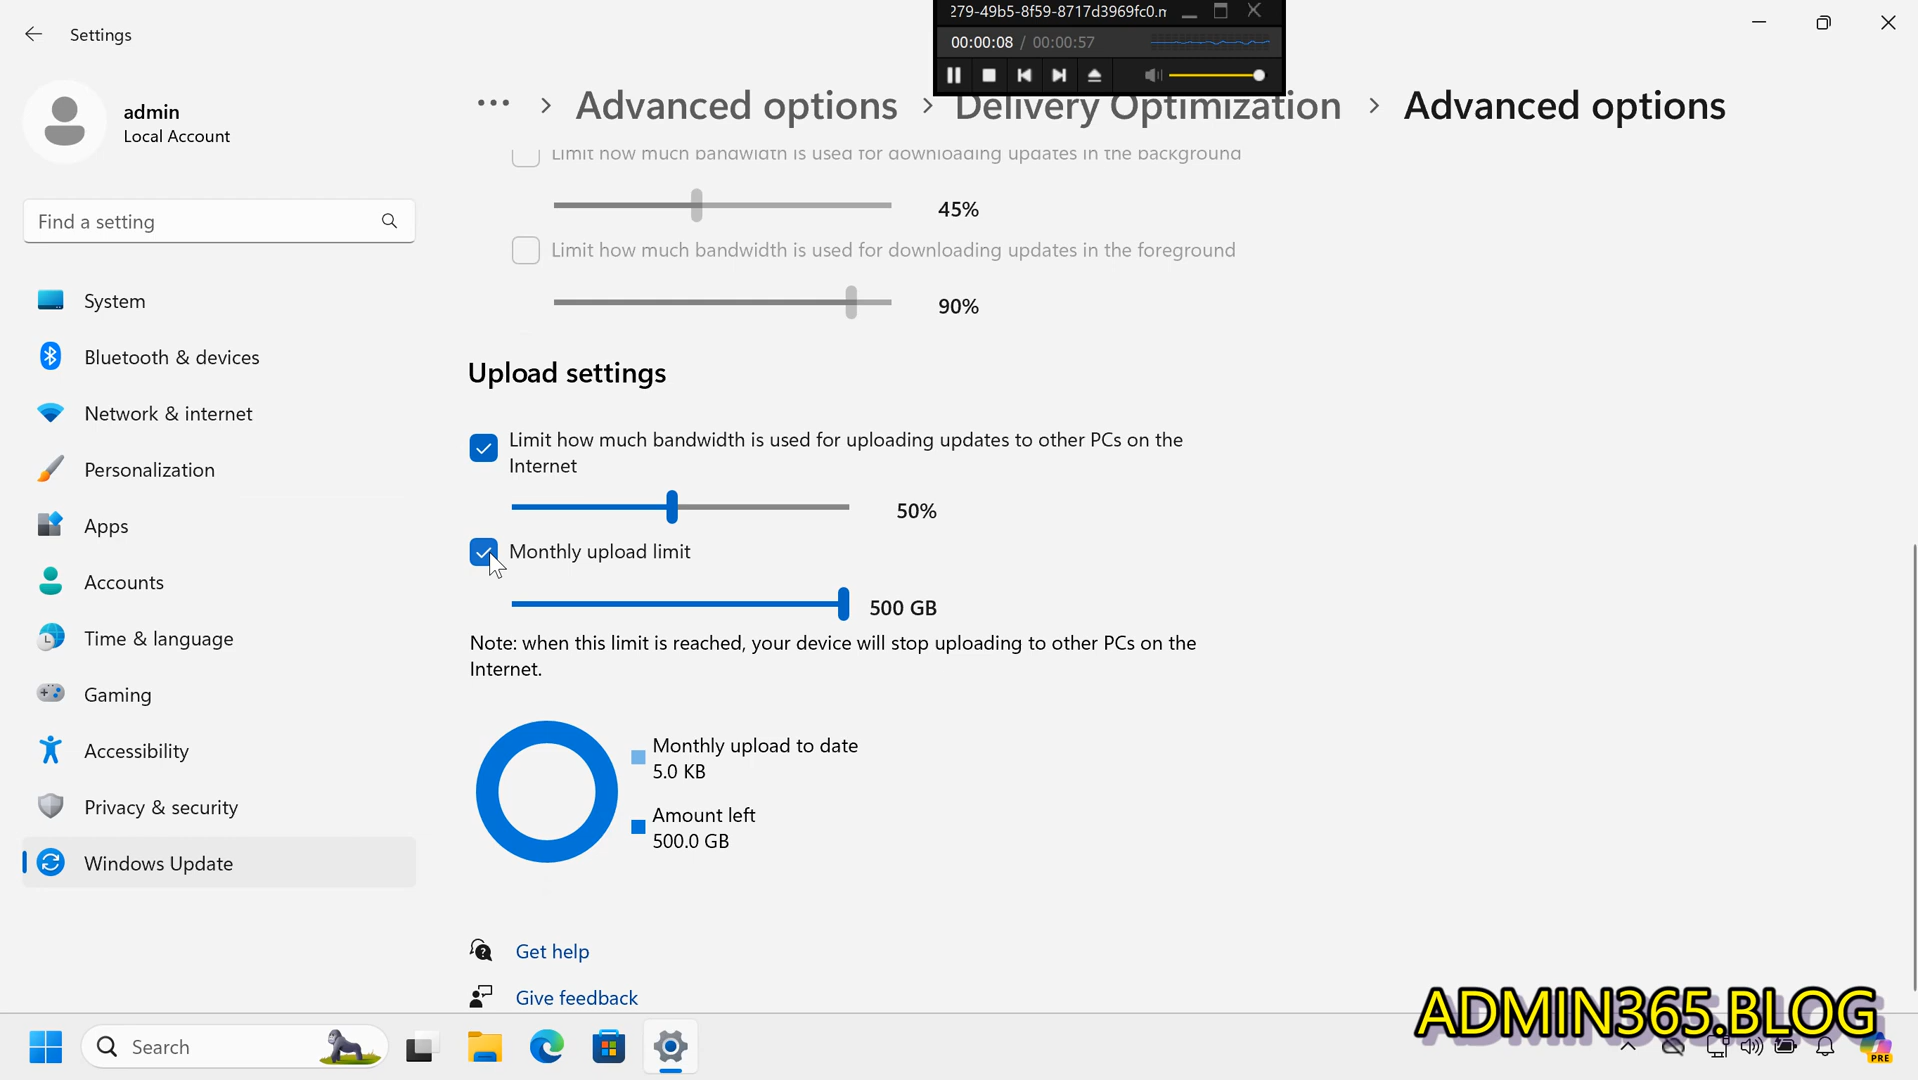 Settings
279-49b5-8f59-8717d3969fc0.m
00:00:08 / 00:00:57
admin
Local Account
Find a setting
System
Bluetooth & devices
Network & internet
Personalization
Apps
Accounts
Time & language
Gaming
Accessibility
Privacy & security
Windows Update
... > Advanced options > Delivery Optimization > Advanced options
Limit how much bandwidth is used for downloading updates in the background
45%
Limit how much bandwidth is used for downloading updates in the foreground
90%
Upload settings
Limit how much bandwidth is used for uploading updates to other PCs on the
Internet
50%
Monthly upload limit
500 GB
Note: when this limit is reached, your device will stop uploading to other PCs on the
Internet.
Monthly upload to date
5.0 KB
Amount left
500.0 GB
Get help
Give feedback
ADMIN365.BLOG
Search
PRE